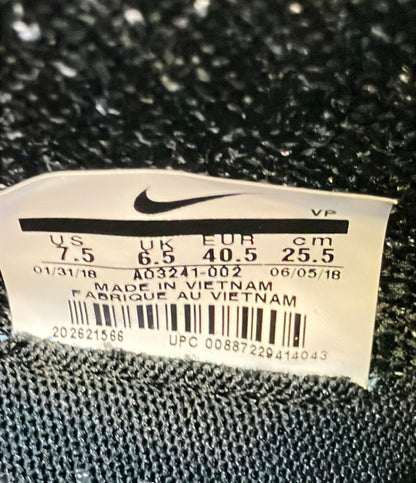 VP
US UK EUR cm
7.5 6.5 40.5 25.5
01/31/18 AO3241-002 06/05/18
MADE IN VIETNAM
FABRIQUE AU VIETNAM
202621566 UPC 00887229414043